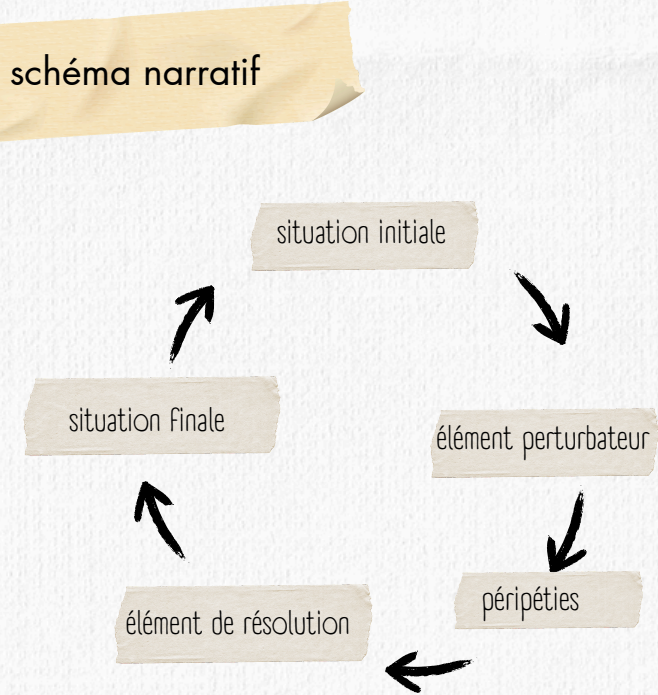 schéma narratif
situation initiale
élément perturbateur
péripéties
élément de résolution
situation finale